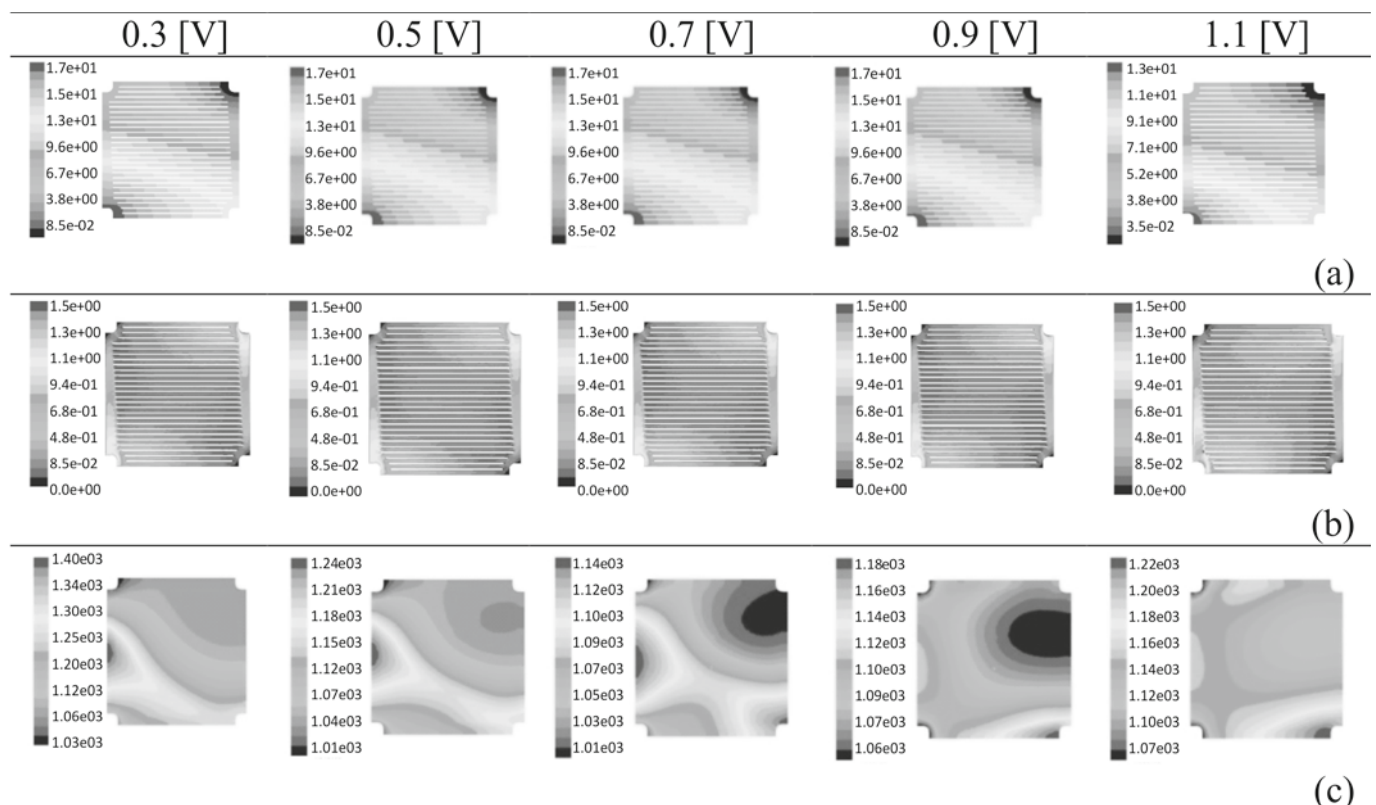 0.3 [V] 0.5 [V] 0.7 [V] 0.9 [V] 1.1 [V]
1.7e+01 1.7e+01 1.7e+01 1.7e+01 1.3e+01
1.5e+01 1.5e+01 1.5e+01 1.5e+01 1.1e+01
1.3e+01 1.3e+01 1.3e+01 1.3e+01 9.1e+00
9.6e+00 9.6e+00 9.6e+00 9.6e+00 7.1e+00
6.7e+00 6.7e+00 6.7e+00 6.7e+00 5.2e+00
3.8e+00 3.8e+00 3.8e+00 3.8e+00 3.8e+00
8.5e-02 8.5e-02 8.5e-02 8.5e-02 3.5e-02
(a)
1.5e+00 1.5e+00 1.5e+00 1.5e+00 1.5e+00
1.3e+00 1.3e+00 1.3e+00 1.3e+00 1.3e+00
1.1e+00 1.1e+00 1.1e+00 1.1e+00 1.1e+00
9.4e-01 9.4e-01 9.4e-01 9.4e-01 9.4e-01
6.8e-01 6.8e-01 6.8e-01 6.8e-01 6.8e-01
4.8e-01 4.8e-01 4.8e-01 4.8e-01 4.8e-01
8.5e-02 8.5e-02 8.5e-02 8.5e-02 8.5e-02
0.0e+00 0.0e+00 0.0e+00 0.0e+00 0.0e+00
(b)
1.40e03 1.24e03 1.14e03 1.18e03 1.22e03
1.34e03 1.21e03 1.11e03 1.16e03 1.20e03
1.30e03 1.18e03 1.10e03 1.14e03 1.18e03
1.25e03 1.15e03 1.09e03 1.12e03 1.16e03
1.20e03 1.12e03 1.07e03 1.10e03 1.14e03
1.12e03 1.07e03 1.05e03 1.09e03 1.12e03
1.06e03 1.04e03 1.03e03 1.07e03 1.10e03
1.03e03 1.01e03 1.01e03 1.06e03 1.07e03
(c)